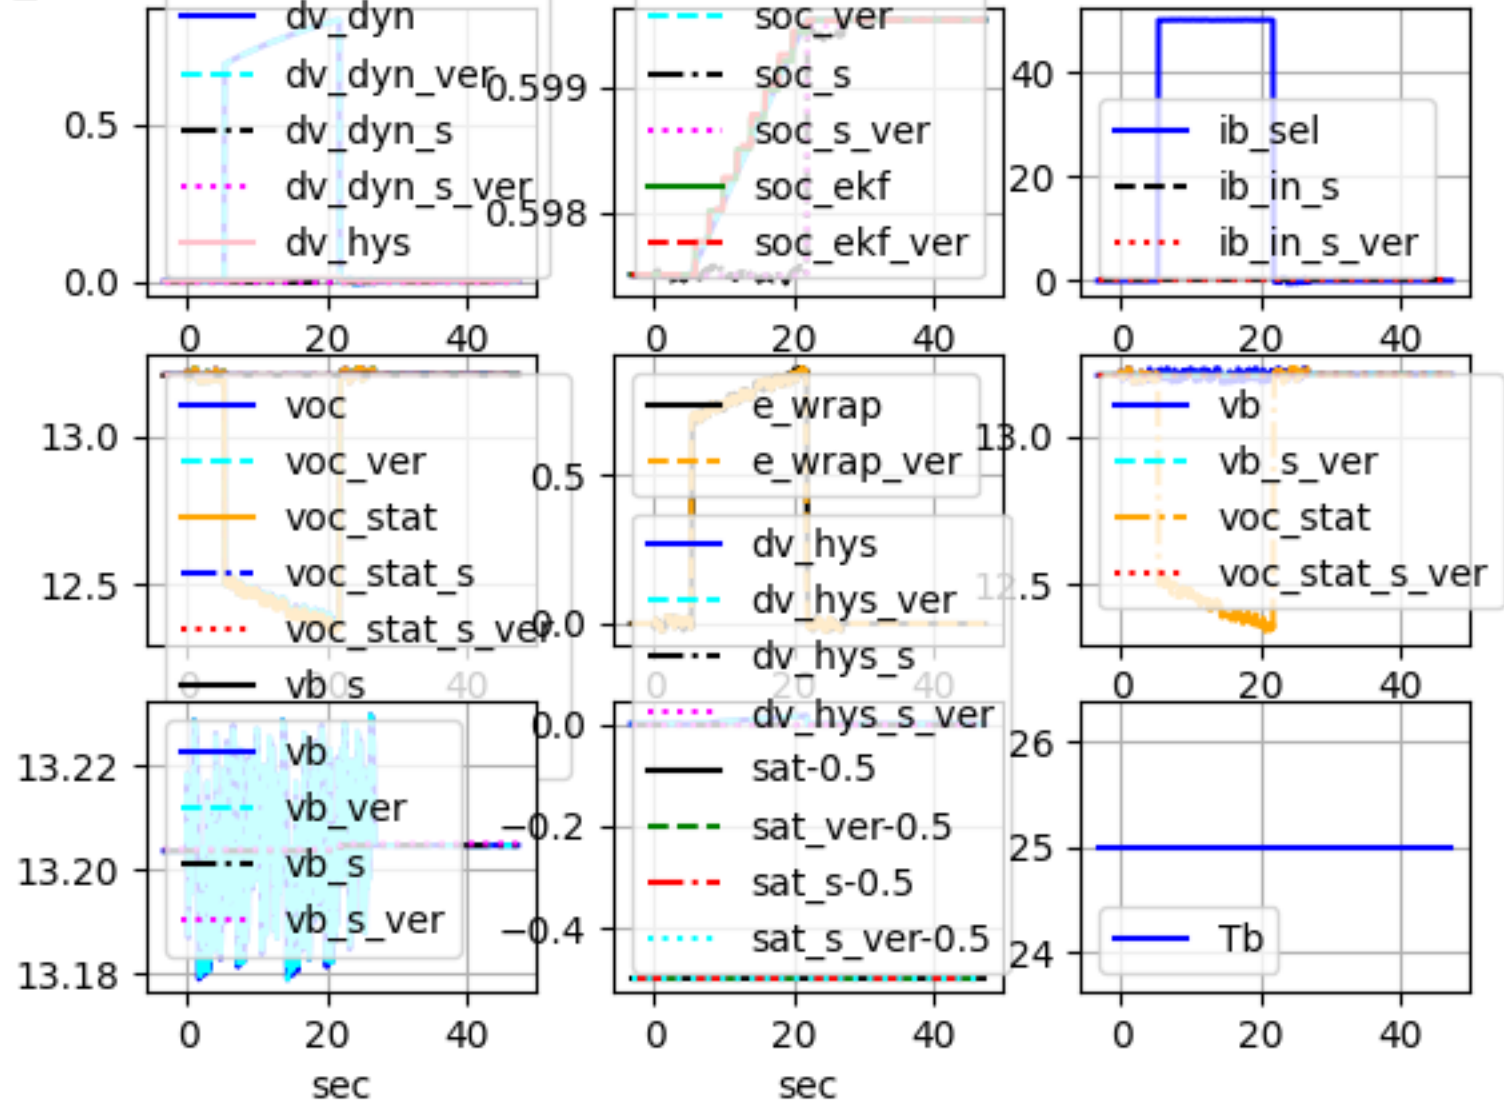 dv_dyn
dv_dyn_ver
dv_dyn_s
dv_dyn_s_ver
dv_hys
0.5
0.0
0 20 40
soc_ver
soc_s
soc_s_ver
soc_ekf
soc_ekf_ver
0.599
0.598
0 20 40
ib_sel
ib_in_s
ib_in_s_ver
40
20
0
0 20 40
voc
voc_ver
voc_stat
voc_stat_s
voc_stat_s_ver
vb_s
13.0
12.5
0 20 40
e_wrap
e_wrap_ver
0.5
0.0
0 20 40
vb
vb_s_ver
voc_stat
voc_stat_s_ver
13.0
12.5
0 20 40
vb
vb_ver
vb_s
vb_s_ver
13.22
13.20
13.18
0 20 40
sec
dv_hys
dv_hys_ver
dv_hys_s
dv_hys_s_ver
sat-0.5
sat_ver-0.5
sat_s-0.5
sat_s_ver-0.5
0.0
−0.2
−0.4
0 20 40
sec
Tb
26
25
24
0 20 40